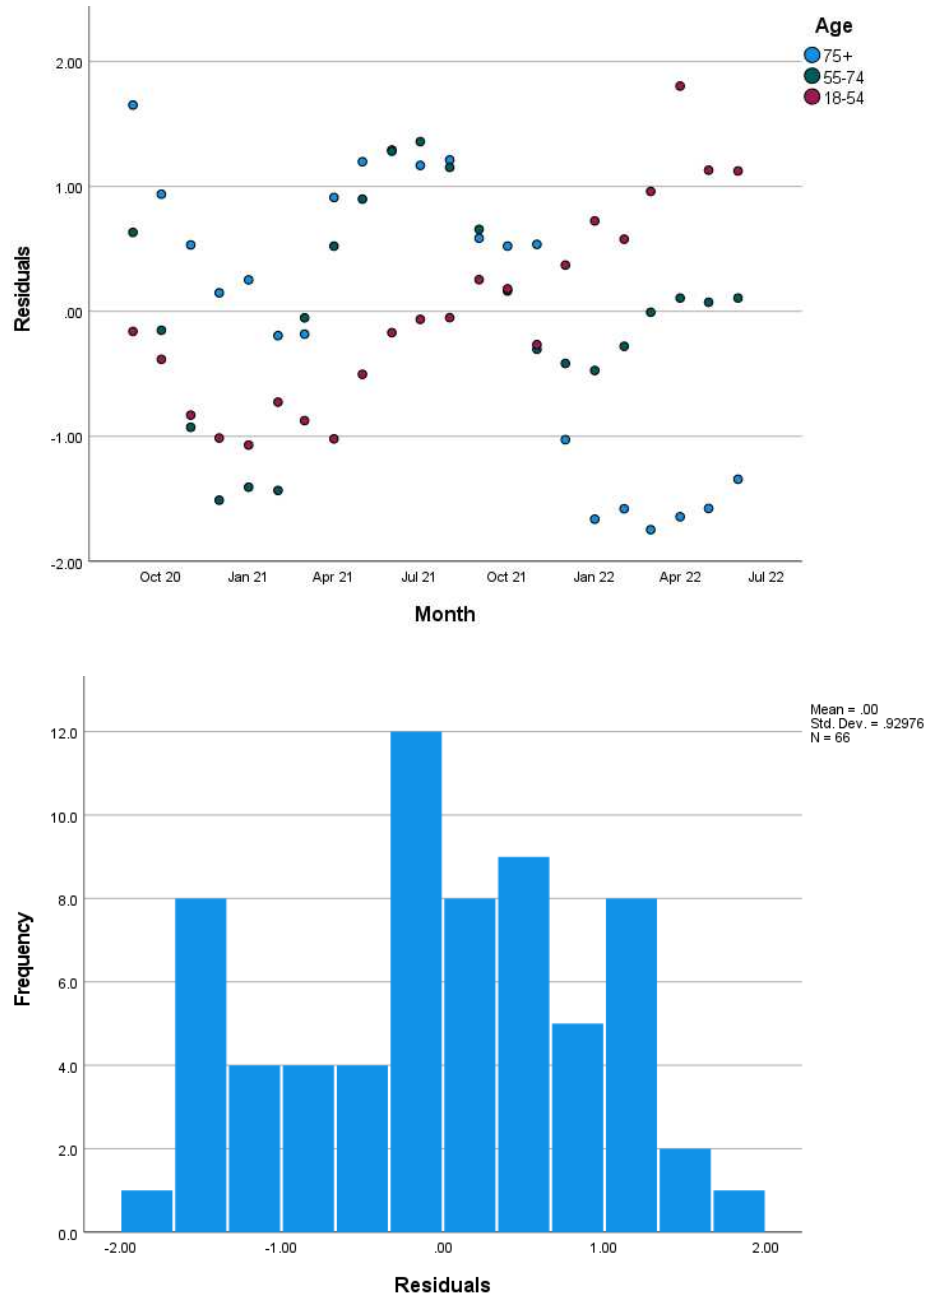 Age
75+
55-74
18-54
2.00
1.00
.00
-1.00
-2.00
Residuals
Oct 20 Jan 21 Apr 21 Jul 21 Oct 21 Jan 22 Apr 22 Jul 22
Month
Mean = .00
Std. Dev. = .92976
N = 66
12.0
10.0
8.0
6.0
4.0
2.0
0.0
Frequency
-2.00 -1.00 .00 1.00 2.00
Residuals